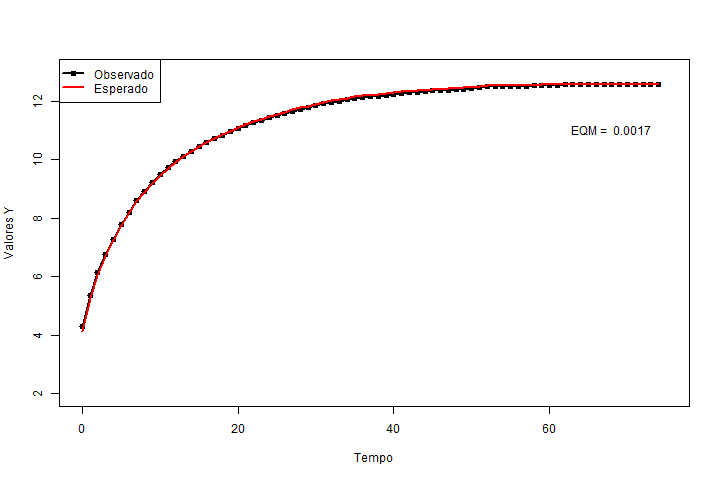 Observado
Esperado
EQM = 0.0017
12
10
8
6
4
2
Valores Y
0 20 40 60
Tempo